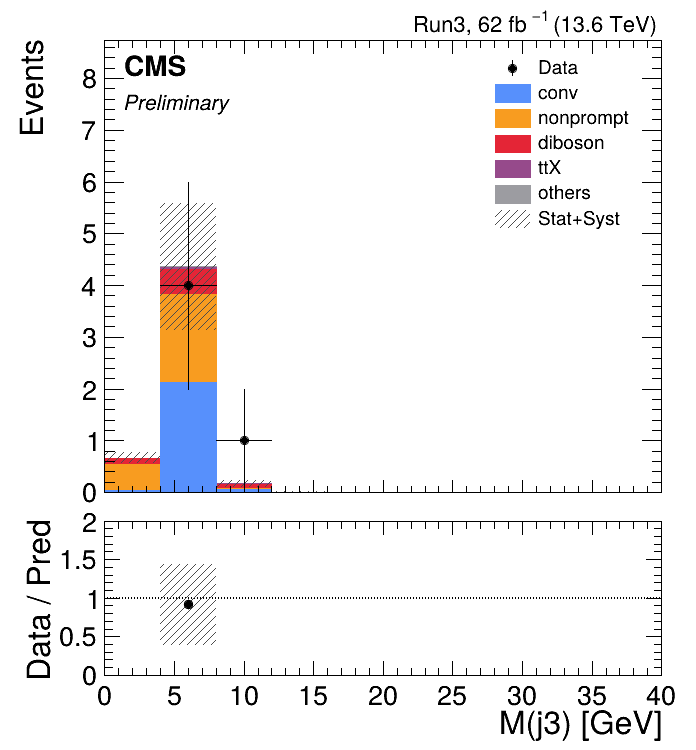 Run3, 62 fb⁻¹ (13.6 TeV)
CMS
Preliminary
Events
Data
conv
nonprompt
diboson
ttX
others
Stat+Syst
8
7
6
5
4
3
2
1
0
Data / Pred
2
1.5
1
0.5
0
0 5 10 15 20 25 30 35 40
M(j3) [GeV]